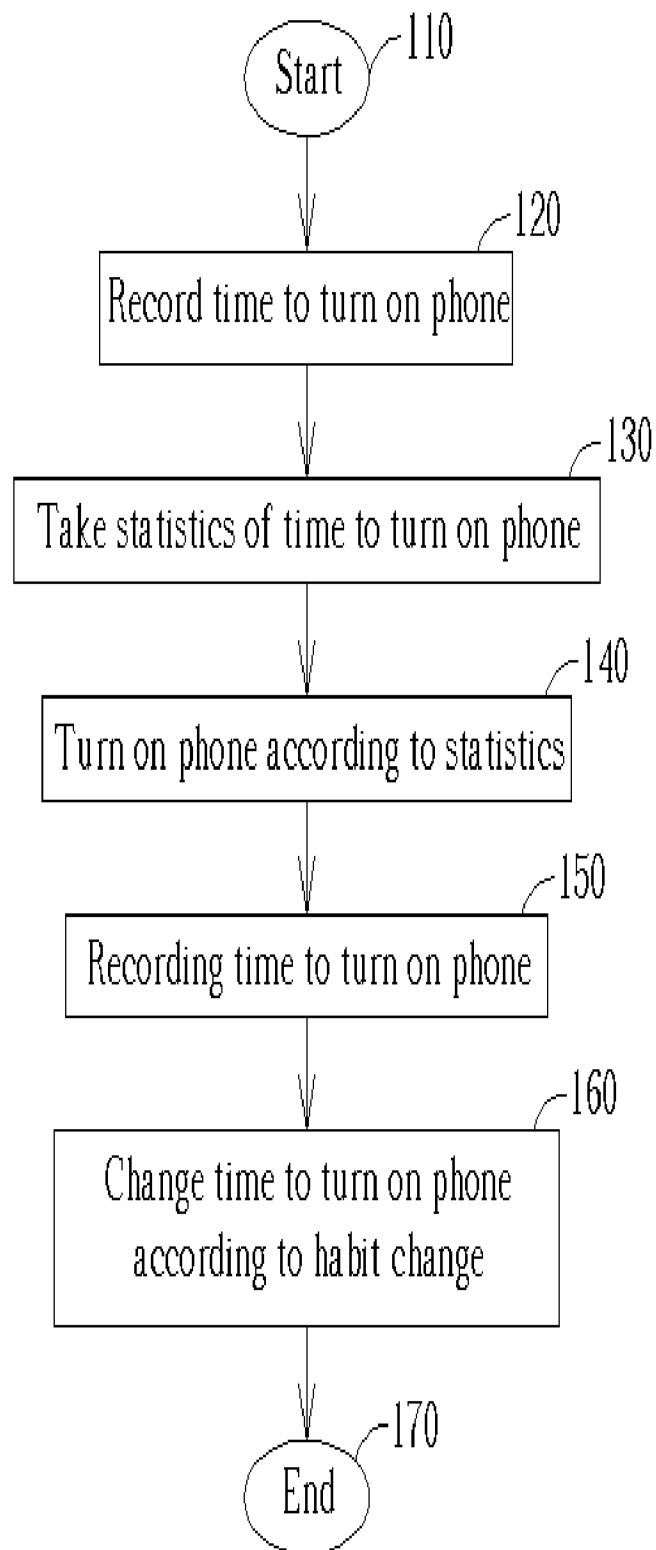 110
Start
120
Record time to turn on phone
130
Take statistics of time to turn on phone
140
Turn on phone according to statistics
150
Recording time to turn on phone
160
Change time to turn on phone
according to habit change
170
End